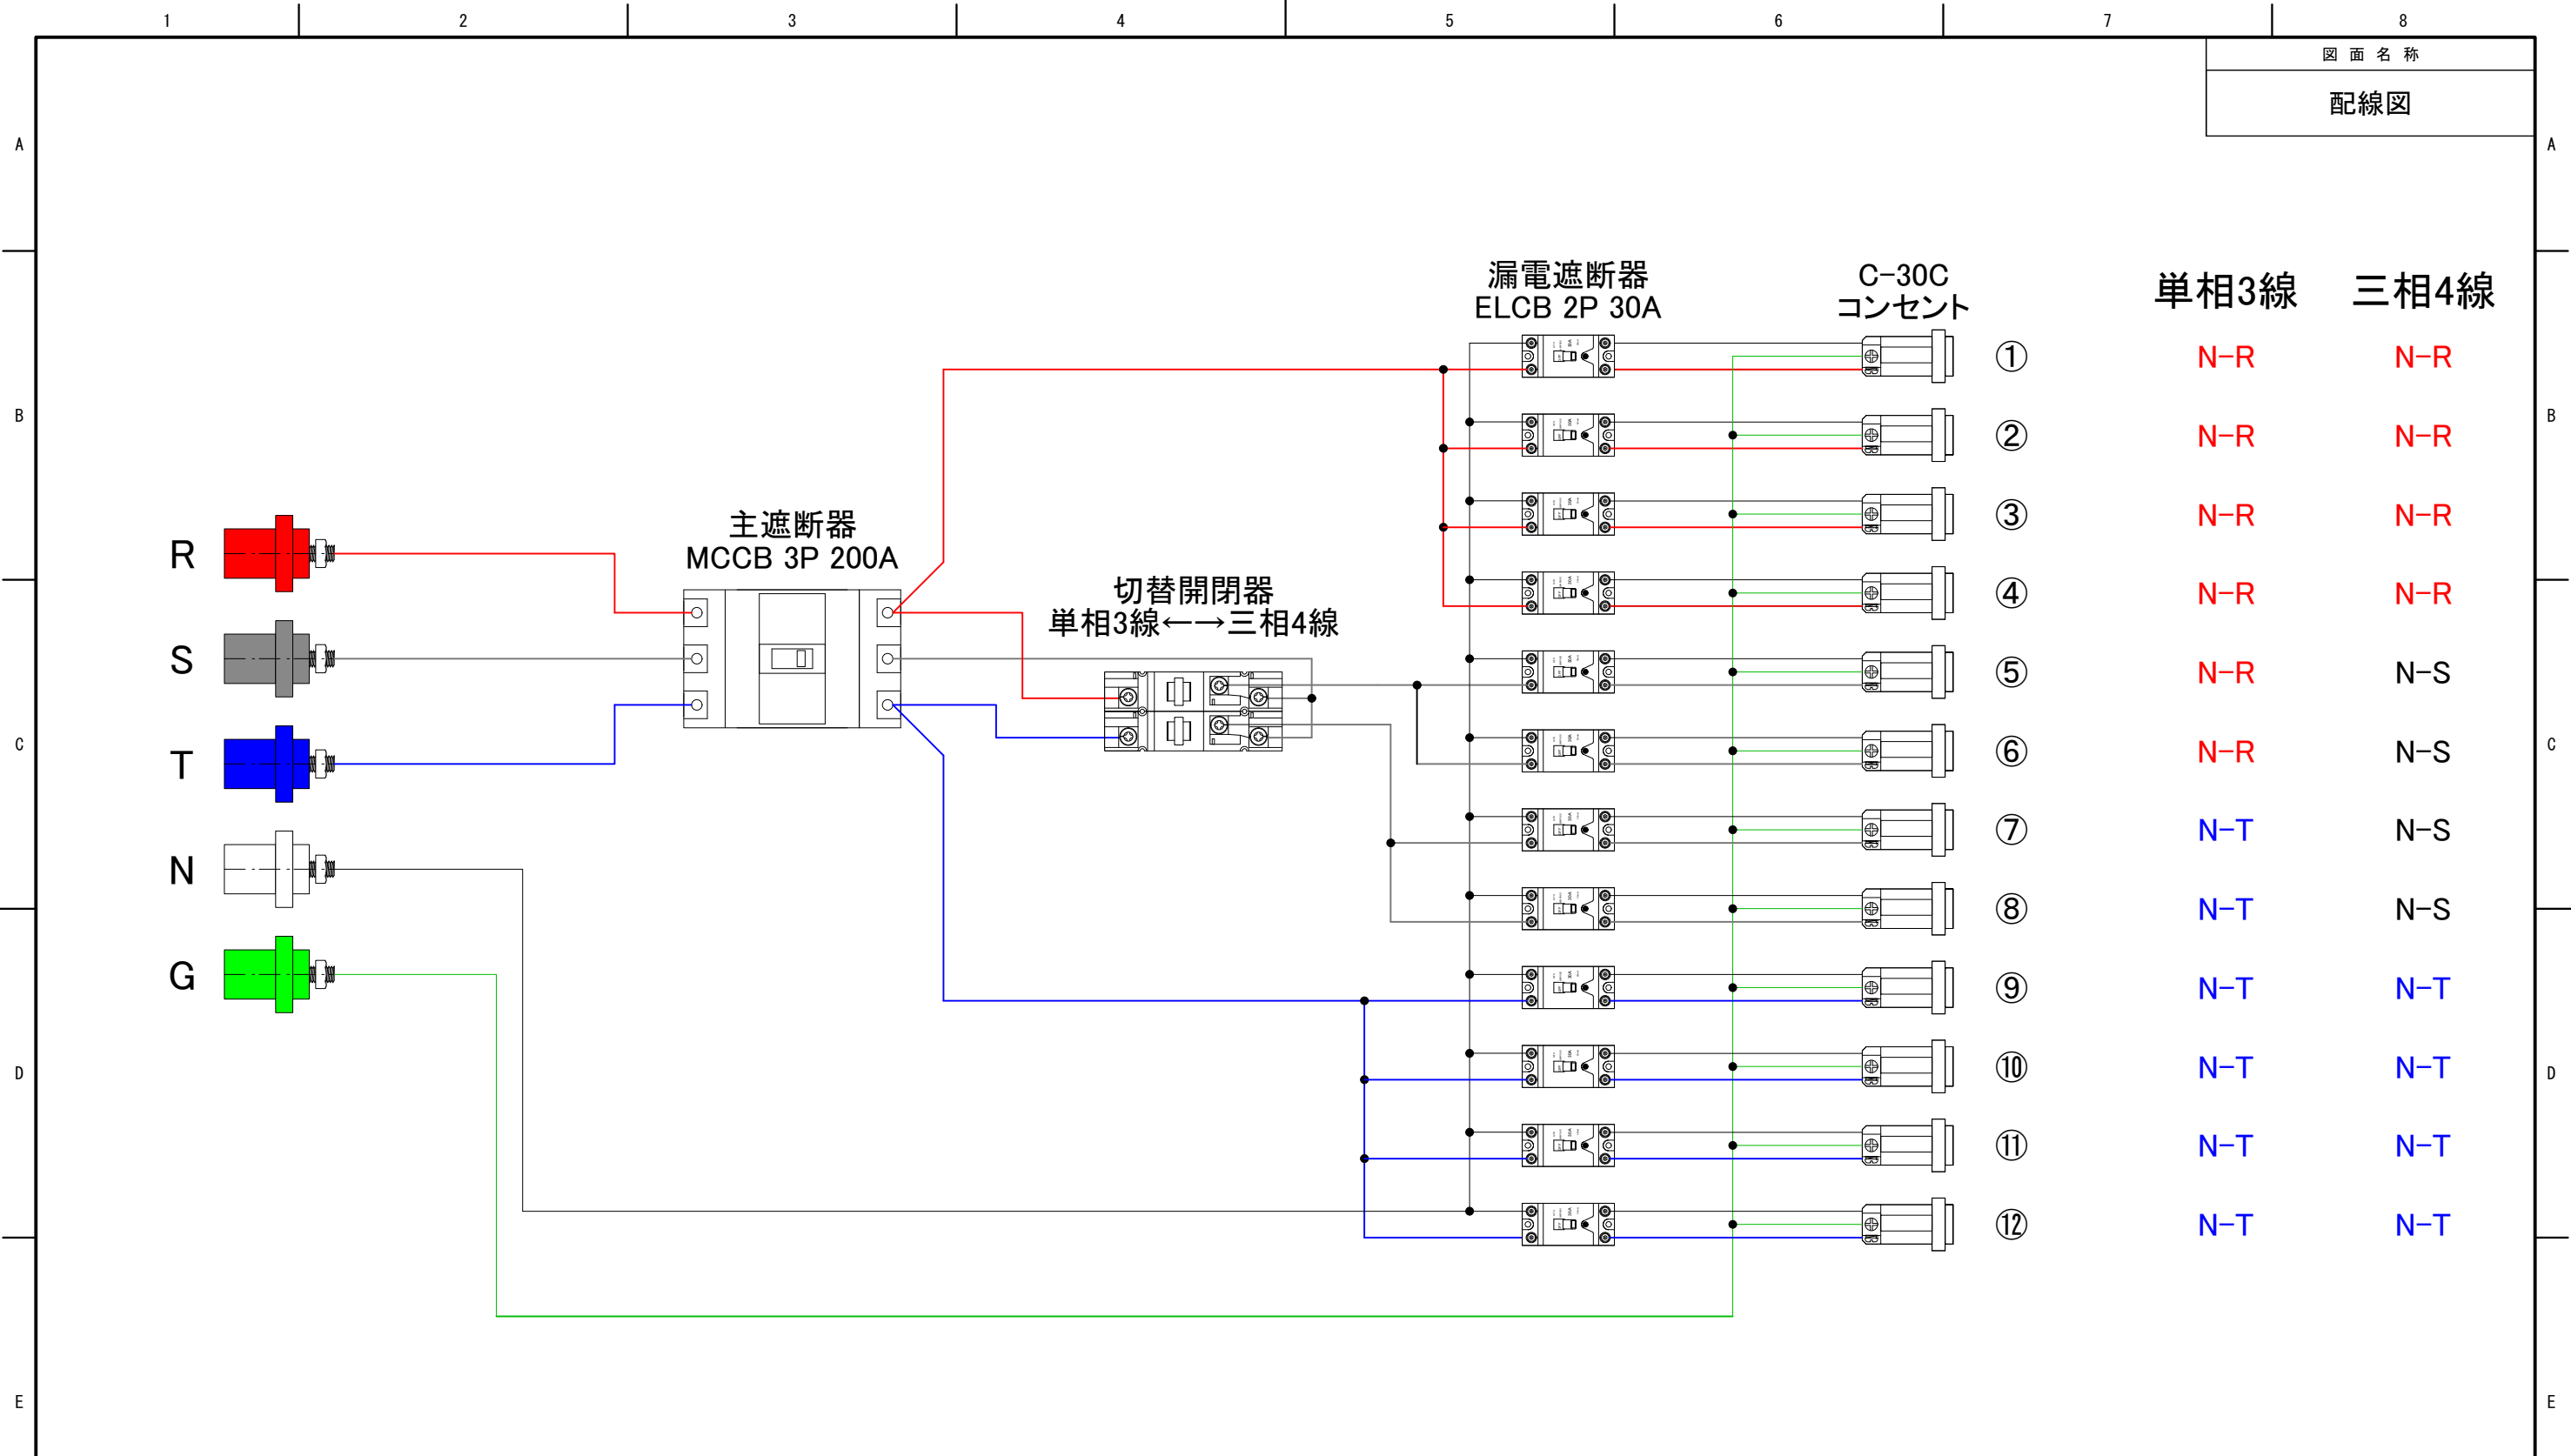 1 2 3 4 5 6 7 8
図面名称
配線図
A A
漏電遮断器
ELCB 2P 30A
C-30C
コンセント
単相3線 三相4線
① N-R N-R
B B
② N-R N-R
③ N-R N-R
主遮断器
MCCB 3P 200A
R
切替開閉器
単相3線←→三相4線
④ N-R N-R
S
⑤ N-R N-S
C C
⑥ N-R N-S
T
⑦ N-T N-S
N
⑧ N-T N-S
G
⑨ N-T N-T
D D
⑩ N-T N-T
⑪ N-T N-T
⑫ N-T N-T
E E